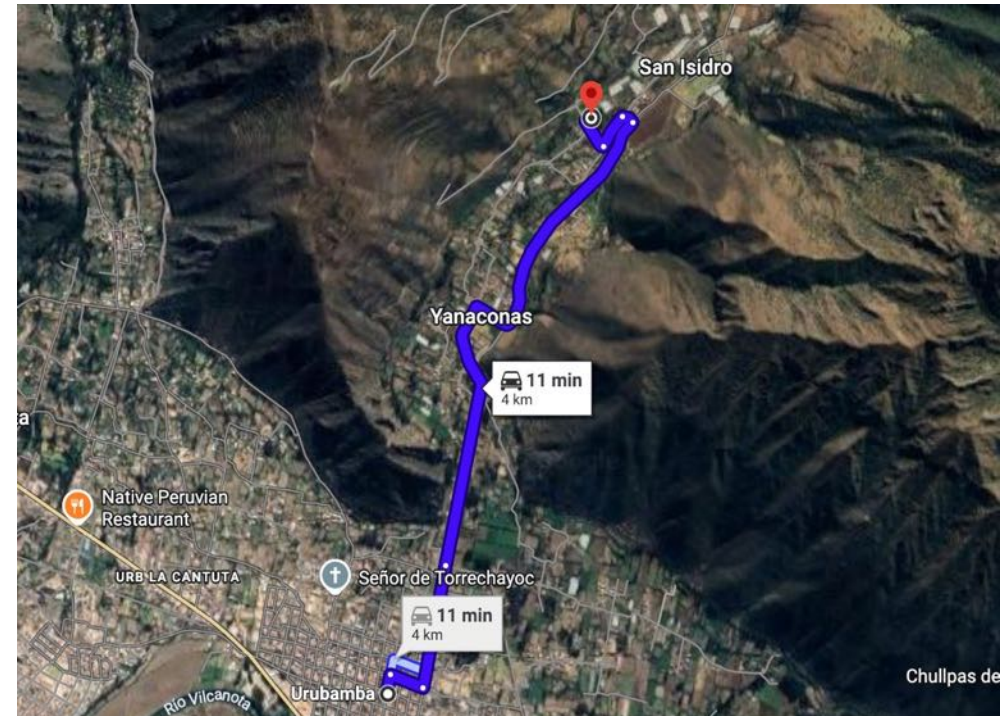 San Isidro
Yanaconas
11 min
4 km
a
Native Peruvian
Restaurant
URB LA CANTUTA
Señor de Torrechayoc
11 min
4 km
Chullpas de
Urubamba
Río Vilcanota